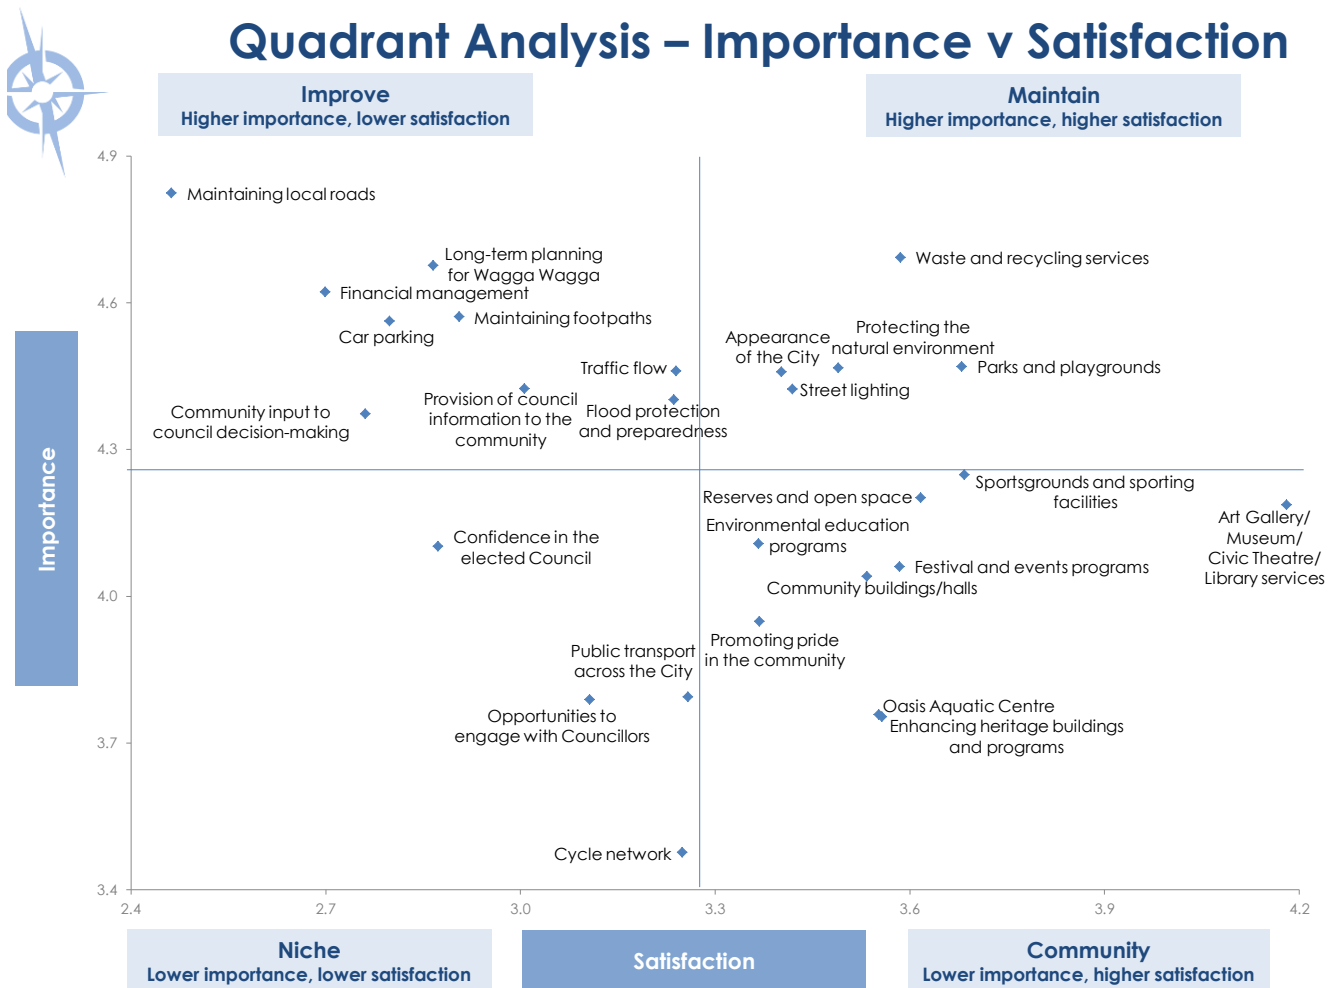 Quadrant Analysis – Importance v Satisfaction
Improve
Higher importance, lower satisfaction
Maintain
Higher importance, higher satisfaction
4.9
4.6
4.3
4.0
3.7
3.4
Importance
Maintaining local roads
Long-term planning
for Wagga Wagga
Financial management
Car parking
Maintaining footpaths
Traffic flow
Provision of council
information to the
community
Flood protection
and preparedness
Community input to
council decision-making
Waste and recycling services
Appearance
of the City
Protecting the
natural environment
Parks and playgrounds
Street lighting
Sportsgrounds and sporting
facilities
Reserves and open space
Art Gallery/
Museum/
Civic Theatre/
Library services
Environmental education
programs
Festival and events programs
Community buildings/halls
Promoting pride
in the community
Oasis Aquatic Centre
Enhancing heritage buildings
and programs
Confidence in the
elected Council
Public transport
across the City
Opportunities to
engage with Councillors
Cycle network
2.4
2.7
3.0
3.3
3.6
3.9
4.2
Niche
Lower importance, lower satisfaction
Satisfaction
Community
Lower importance, higher satisfaction